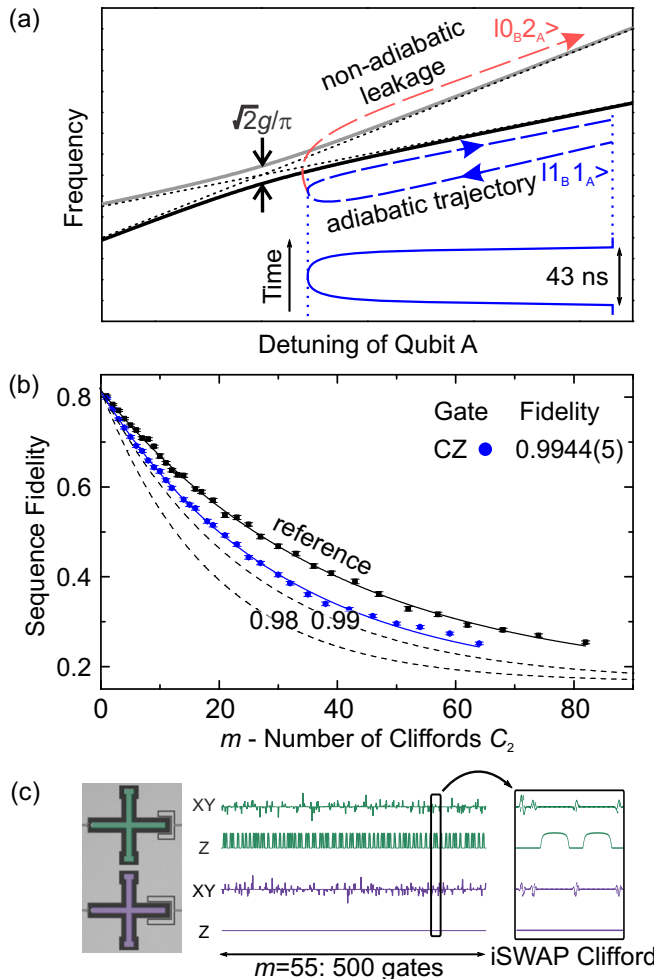 (a)
non-adiabatic
leakage
|0B2A>
√2g/π
|1B1A>
adiabatic trajectory
Time
43 ns
Frequency
Detuning of Qubit A
(b)
0.8
0.6
0.4
0.2
Gate Fidelity
CZ 0.9944(5)
reference
0.98 0.99
Sequence Fidelity
0 20 40 60 80
m - Number of Cliffords C2
(c)
XY
Z
XY
Z
m=55: 500 gates
iSWAP Clifford